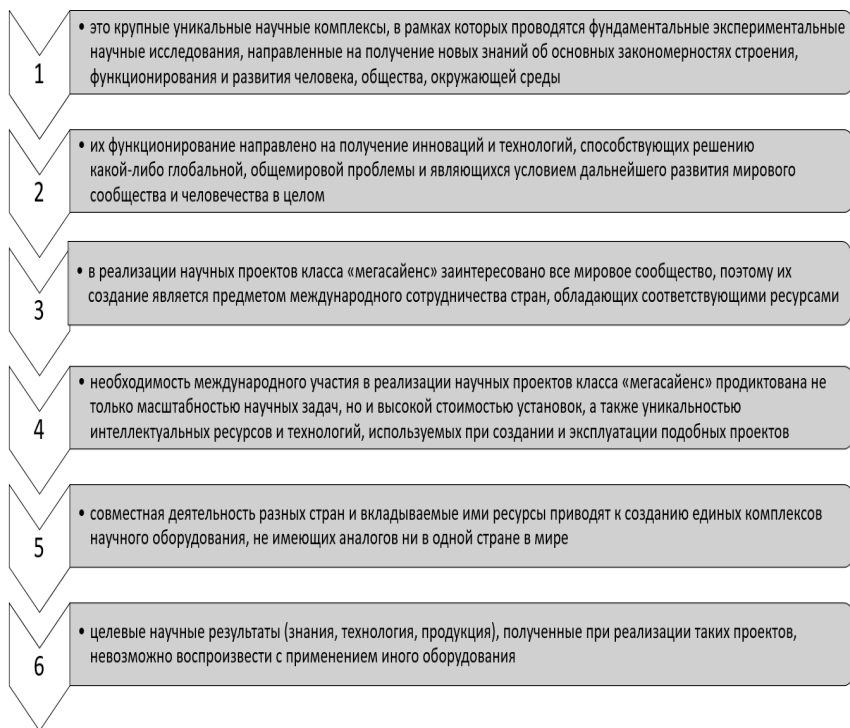 • это крупные уникальные научные комплексы, в рамках которых проводятся фундаментальные экспериментальные
научные исследования, направленные на получение новых знаний об основных закономерностях строения,
1
функционирования и развития человека, общества, окружающей среды
• их функционирование направлено на получение инноваций и технологий, способствующих решению
какой-либо глобальной, общемировой проблемы и являющихся условием дальнейшего развития мирового
2
сообщества и человечества в целом
• в реализации научных проектов класса «мегасайенс» заинтересовано все мировое сообщество, поэтому их
создание является предметом международного сотрудничества стран, обладающих соответствующими ресурсами
3
• необходимость международного участия в реализации научных проектов класса «мегасайенс» продиктована не
только масштабностью научных задач, но и высокой стоимостью установок, а также уникальностью
4
интеллектуальных ресурсов и технологий, используемых при создании и эксплуатации подобных проектов
• совместная деятельность разных стран и вкладываемые ими ресурсы приводят к созданию единых комплексов
научного оборудования, не имеющих аналогов ни в одной стране в мире
5
• целевые научные результаты (знания, технология, продукция), полученные при реализации таких проектов,
невозможно воспроизвести с применением иного оборудования
6